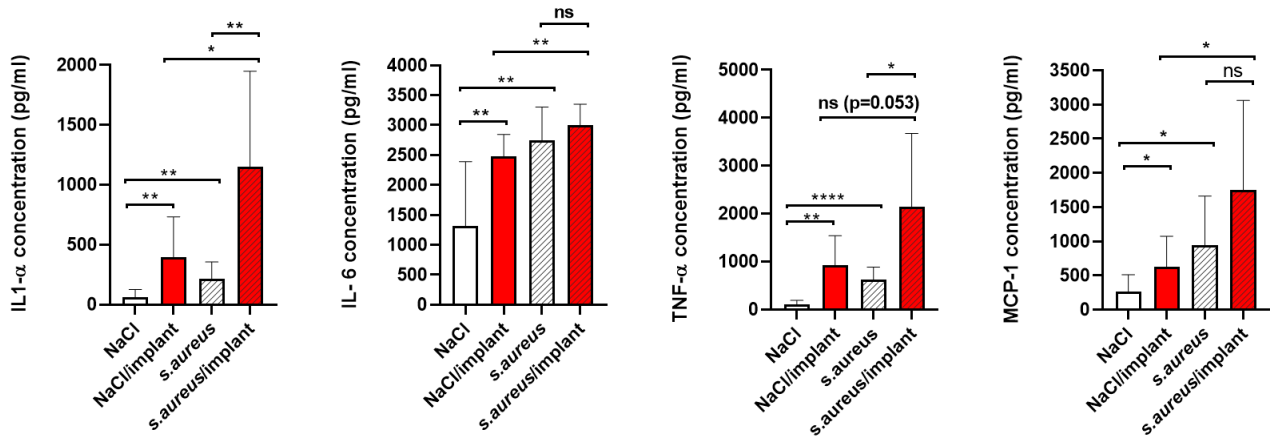 IL1-α concentration (pg/ml)
2000
1500
1000
500
0
**
**
*
**
NaCl
NaCl/implant
s.aureus
s.aureus/implant
IL- 6 concentration (pg/ml)
4000
3500
3000
2500
2000
1500
1000
500
0
ns
**
**
**
NaCl
NaCl/implant
s.aureus
s.aureus/implant
TNF-α concentration (pg/ml)
5000
4000
3000
2000
1000
0
*
ns (p=0.053)
****
**
NaCl
NaCl/implant
s.aureus
s.aureus/implant
MCP-1 concentration (pg/ml)
3500
3000
2500
2000
1500
1000
500
0
*
ns
*
*
NaCl
NaCl/implant
s.aureus
s.aureus/implant